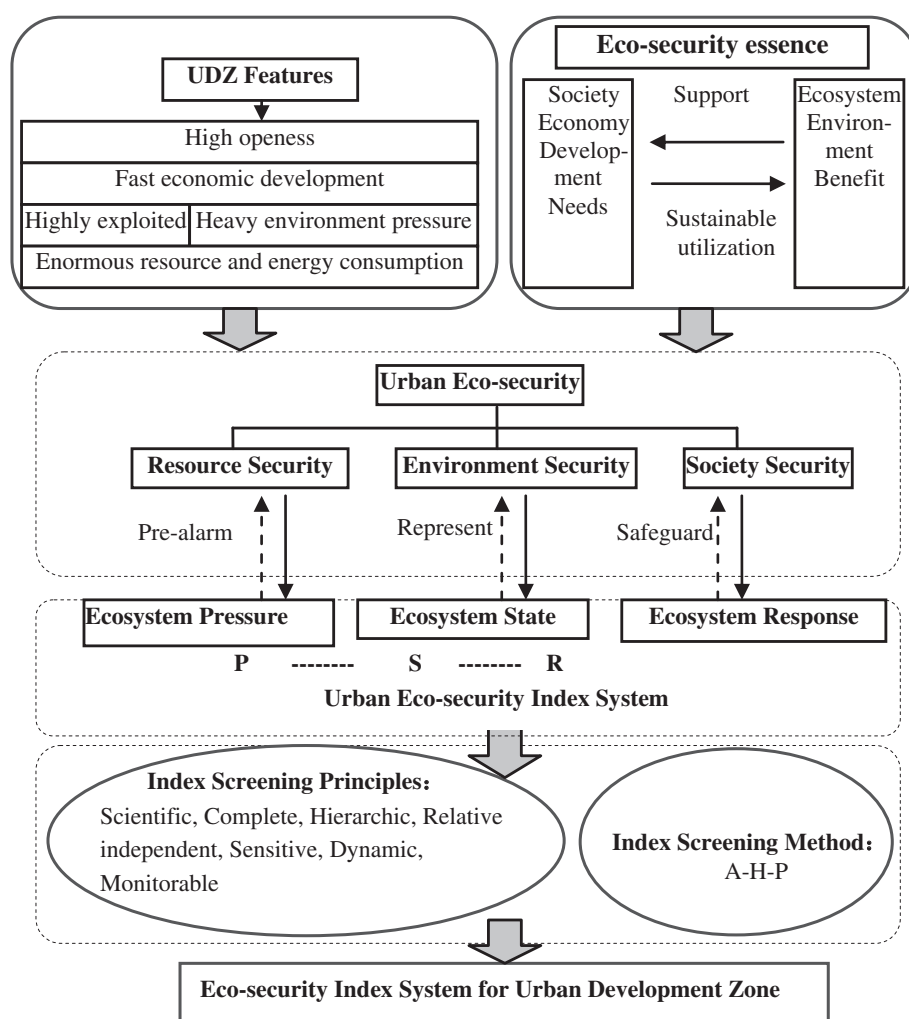 UDZ Features
High openess
Fast economic development
Highly exploited
Heavy environment pressure
Enormous resource and energy consumption
Eco-security essence
Society
Economy
Develop-
ment
Needs
Support
Sustainable
utilization
Ecosystem
Environ-
ment
Benefit
Urban Eco-security
Resource Security
Environment Security
Society Security
Pre-alarm
Represent
Safeguard
Ecosystem Pressure
Ecosystem State
Ecosystem Response
P -------- S -------- R
Urban Eco-security Index System
Index Screening Principles：
Scientific, Complete, Hierarchic, Relative
independent, Sensitive, Dynamic,
Monitorable
Index Screening Method：
A-H-P
Eco-security Index System for Urban Development Zone